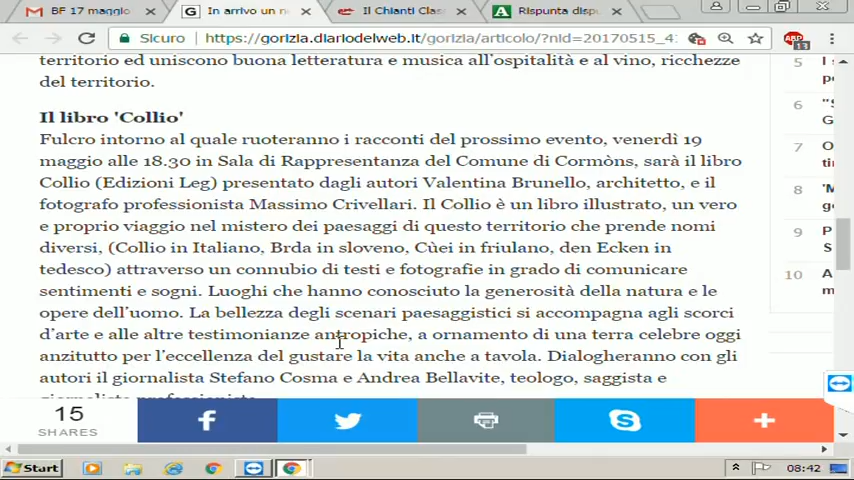 BF 17 maggio
In arrivo un n
Il Chianti Clas
Rispunta disp
Sicuro
https://gorizia.diariodelweb.it/gorizia/articolo/?nid=20170515_41
13
territorio ed uniscono buona letteratura e musica all'ospitalità e al vino, ricchezze
del territorio.
Il libro 'Collio'
Fulcro intorno al quale ruoteranno i racconti del prossimo evento, venerdì 19
maggio alle 18.30 in Sala di Rappresentanza del Comune di Cormòns, sarà il libro
Collio (Edizioni Leg) presentato dagli autori Valentina Brunello, architetto, e il
fotografo professionista Massimo Crivellari. Il Collio è un libro illustrato, un vero
e proprio viaggio nel mistero dei paesaggi di questo territorio che prende nomi
diversi, (Collio in Italiano, Brda in sloveno, Cùei in friulano, den Ecken in
tedesco) attraverso un connubio di testi e fotografie in grado di comunicare
sentimenti e sogni. Luoghi che hanno conosciuto la generosità della natura e le
opere dell'uomo. La bellezza degli scenari paesaggistici si accompagna agli scorci
d'arte e alle altre testimonianze antropiche, a ornamento di una terra celebre oggi
anzitutto per l'eccellenza del gustare la vita anche a tavola. Dialogheranno con gli
autori il giornalista Stefano Cosma e Andrea Bellavite, teologo, saggista e
giornalista professionista
5
6
7
8
9
10
15
SHARES
Start
08:42